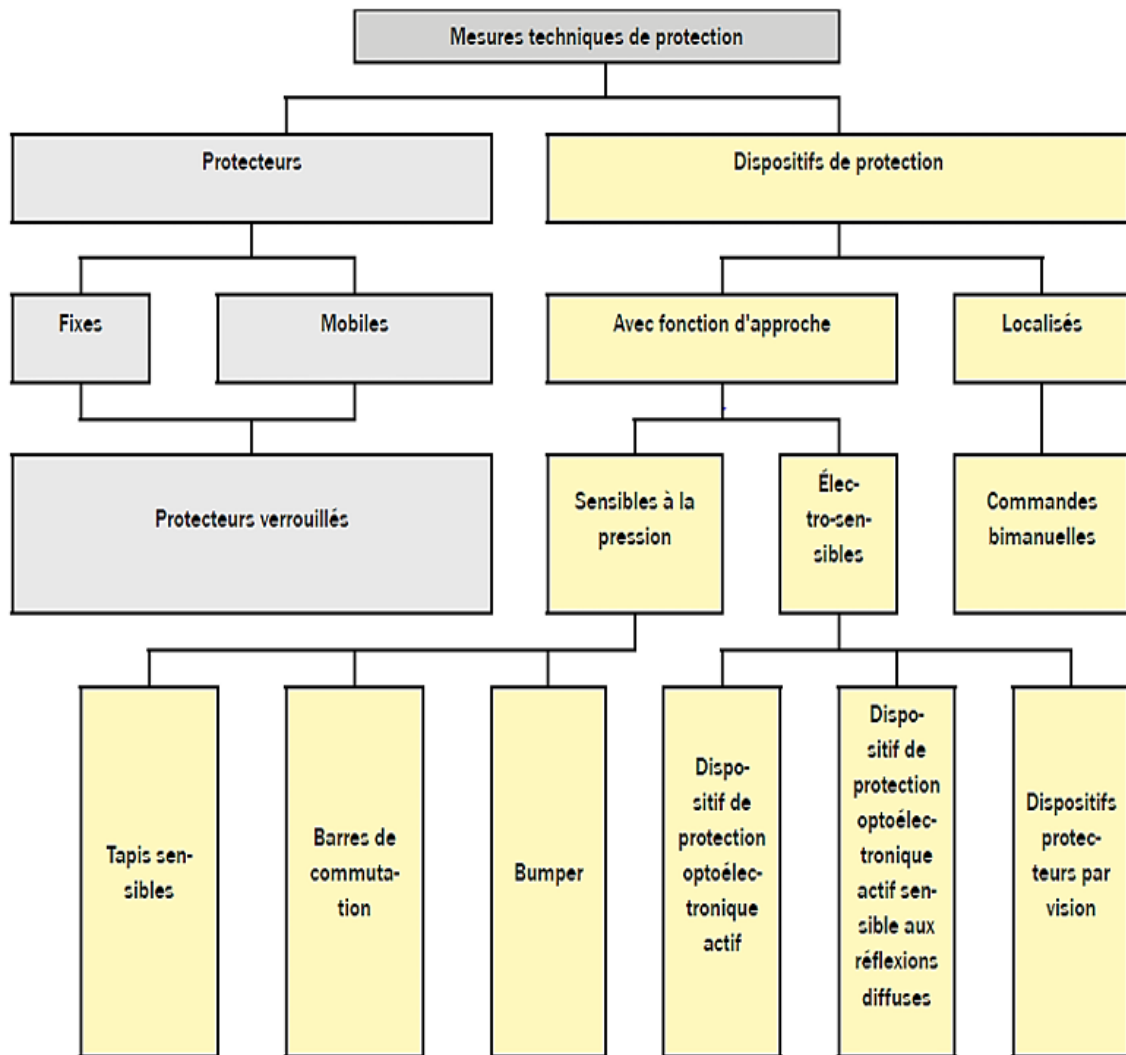 Mesures techniques de protection
Protecteurs
Dispositifs de protection
Fixes
Mobiles
Avec fonction d'approche
Localisés
Protecteurs verrouillés
Sensibles à la
pression
Élec-
tro-sen-
sibles
Commandes
bimanuelles
Tapis sen-
sibles
Barres de
commuta-
tion
Bumper
Dispo-
sitif de
protection
optoélec-
tronique
actif
Dispo-
sitif de
protection
optoélec-
tronique
actif sen-
sible aux
réflexions
diffuses
Dispositifs
protec-
teurs par
vision